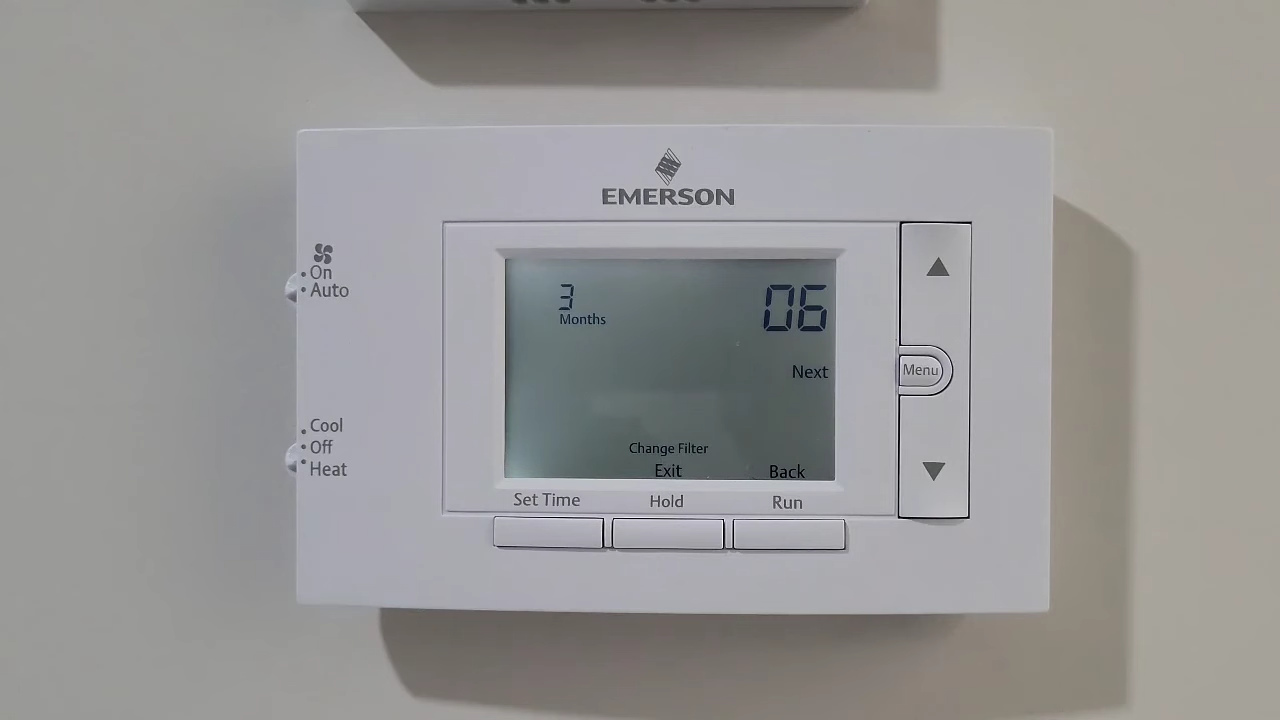 EMERSON
On
Auto
3
Months
06
Next
Menu
Cool
Off
Heat
Change Filter
Exit
Back
Set Time
Hold
Run